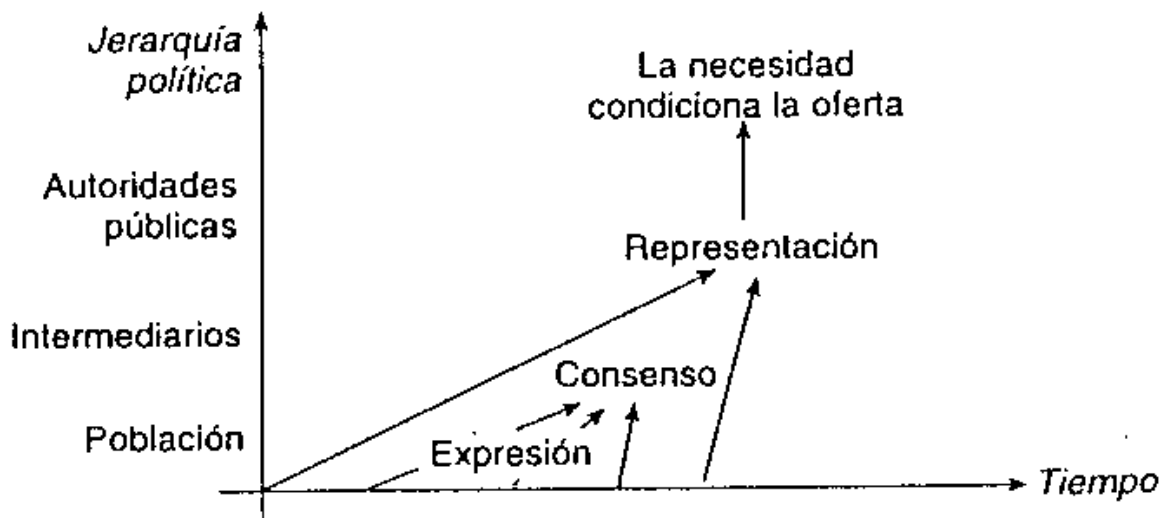 Jerarquía
política
La necesidad
condiciona la oferta
Autoridades
públicas
Representación
Intermediarios
Consenso
Población
Expresión
Tiempo